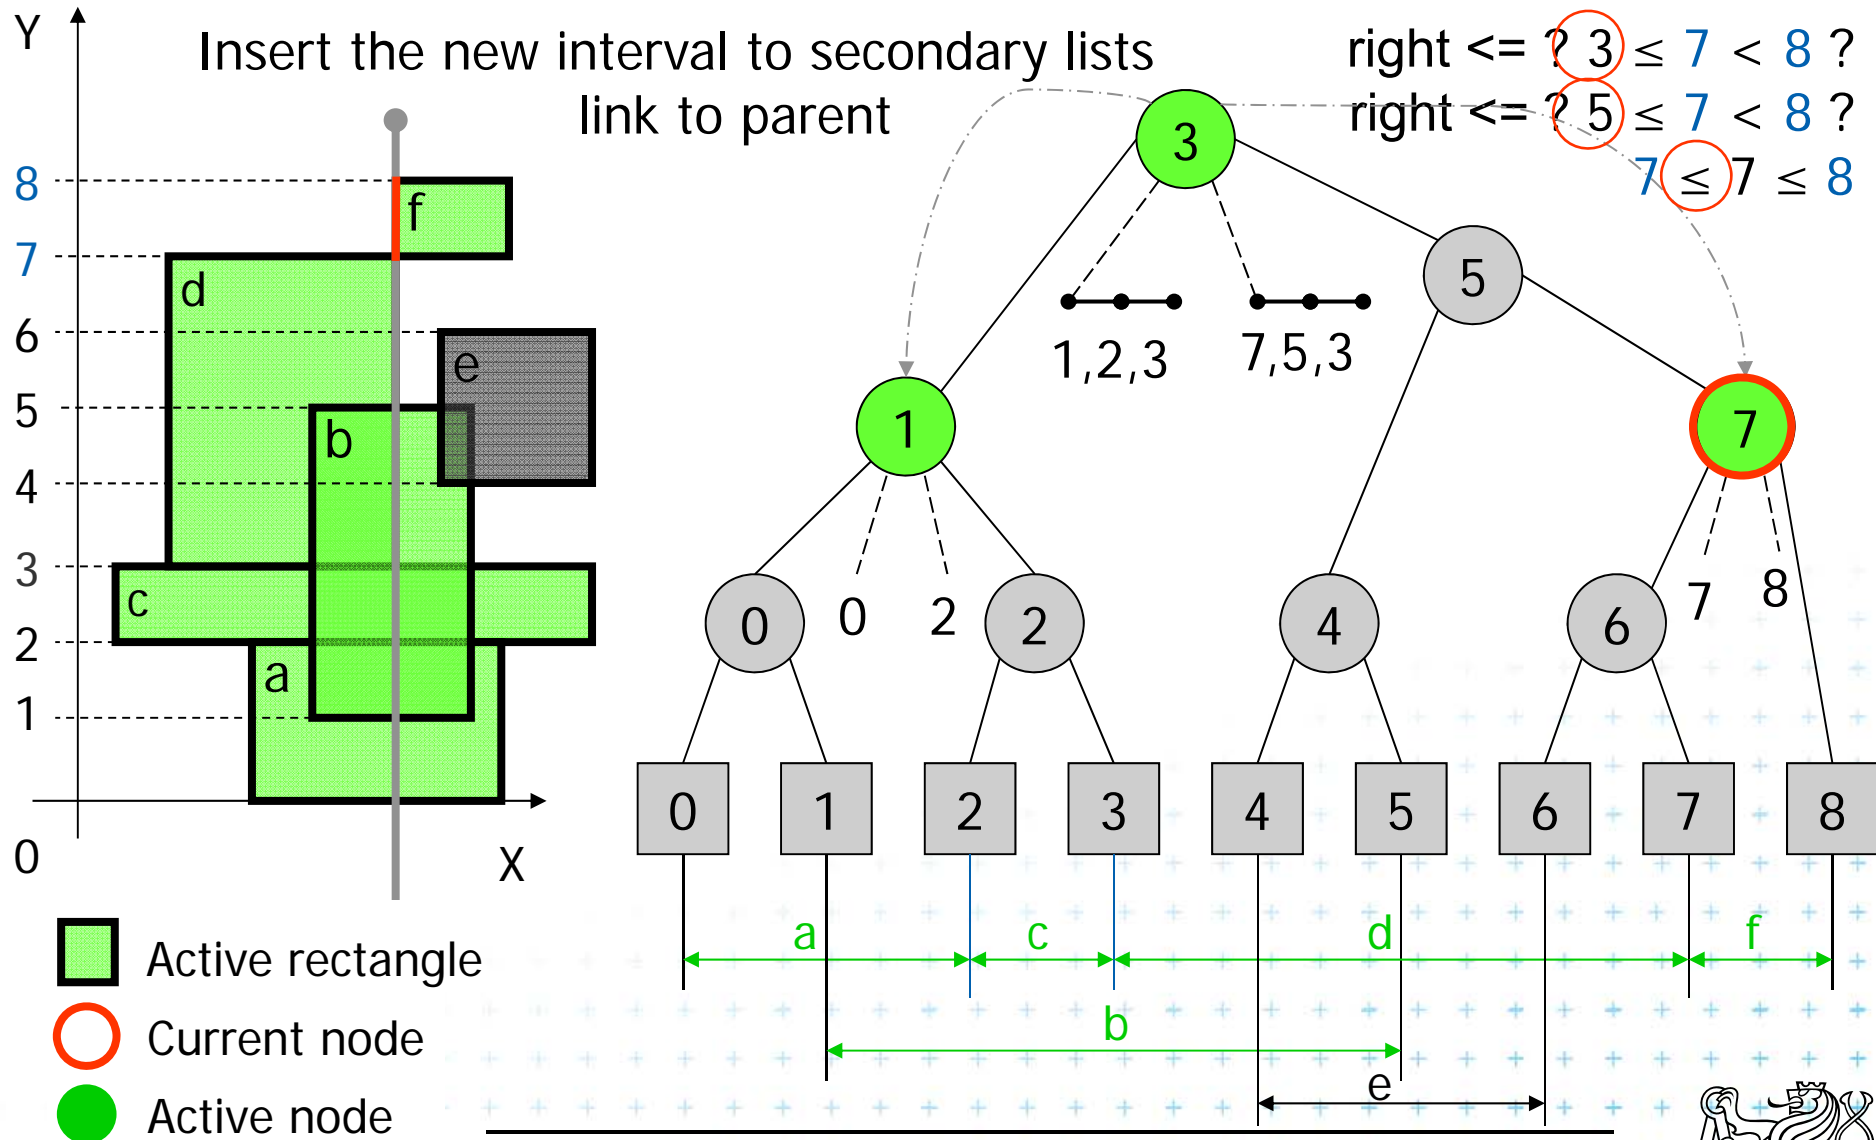 Y
Insert the new interval to secondary lists
link to parent
right <= ? 3 ≤ 7 < 8 ?
right <= ? 5 ≤ 7 < 8 ?
7 ≤ 7 ≤ 8
8
7
6
5
4
3
2
1
0
X
f
d
e
b
c
a
3
5
1,2,3
7,5,3
1
7
0
0
2
2
4
6
7
8
0 1 2 3 4 5 6 7 8
a c d f
b
e
Active rectangle
Current node
Active node